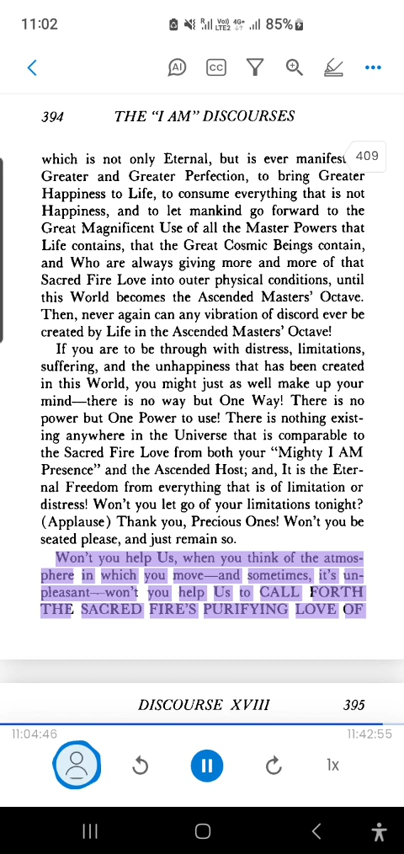 11:02
Vo)) 4G+
LTE2
85%
AI
CC
394 THE “I AM” DISCOURSES
409
which is not only Eternal, but is ever manifest
Greater and Greater Perfection, to bring Greater
Happiness to Life, to consume everything that is not
Happiness, and to let mankind go forward to the
Great Magnificent Use of all the Master Powers that
Life contains, that the Great Cosmic Beings contain,
and Who are always giving more and more of that
Sacred Fire Love into outer physical conditions, until
this World becomes the Ascended Masters’ Octave.
Then, never again can any vibration of discord ever be
created by Life in the Ascended Masters’ Octave!
If you are to be through with distress, limitations,
suffering, and the unhappiness that has been created
in this World, you might just as well make up your
mind—there is no way but One Way! There is no
power but One Power to use! There is nothing exist-
ing anywhere in the Universe that is comparable to
the Sacred Fire Love from both your “Mighty I AM
Presence” and the Ascended Host; and, It is the Eter-
nal Freedom from everything that is of limitation or
distress! Won’t you let go of your limitations tonight?
(Applause) Thank you, Precious Ones! Won’t you be
seated please, and just remain so.
Won’t you help Us, when you think of the atmos-
phere in which you move—and sometimes, it’s un-
pleasant—won’t you help Us to CALL FORTH
THE SACRED FIRE’S PURIFYING LOVE OF
DISCOURSE XVIII 395
11:04:46 11:42:55
1x